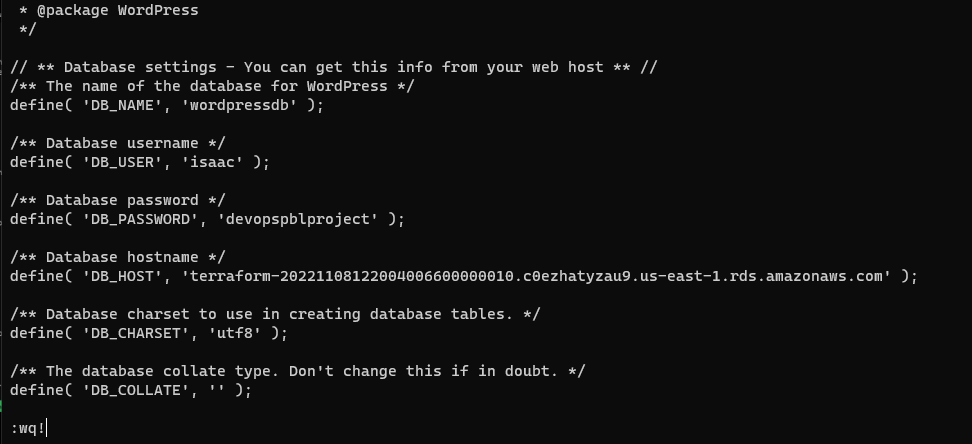 * @package WordPress
 */
// ** Database settings - You can get this info from your web host ** //
/** The name of the database for WordPress */
define( 'DB_NAME', 'wordpressdb' );
/** Database username */
define( 'DB_USER', 'isaac' );
/** Database password */
define( 'DB_PASSWORD', 'devopspblproject' );
/** Database hostname */
define( 'DB_HOST', 'terraform-20221108122004006600000010.c0ezhatyzau9.us-east-1.rds.amazonaws.com' );
/** Database charset to use in creating database tables. */
define( 'DB_CHARSET', 'utf8' );
/** The database collate type. Don't change this if in doubt. */
define( 'DB_COLLATE', '' );
:wq!